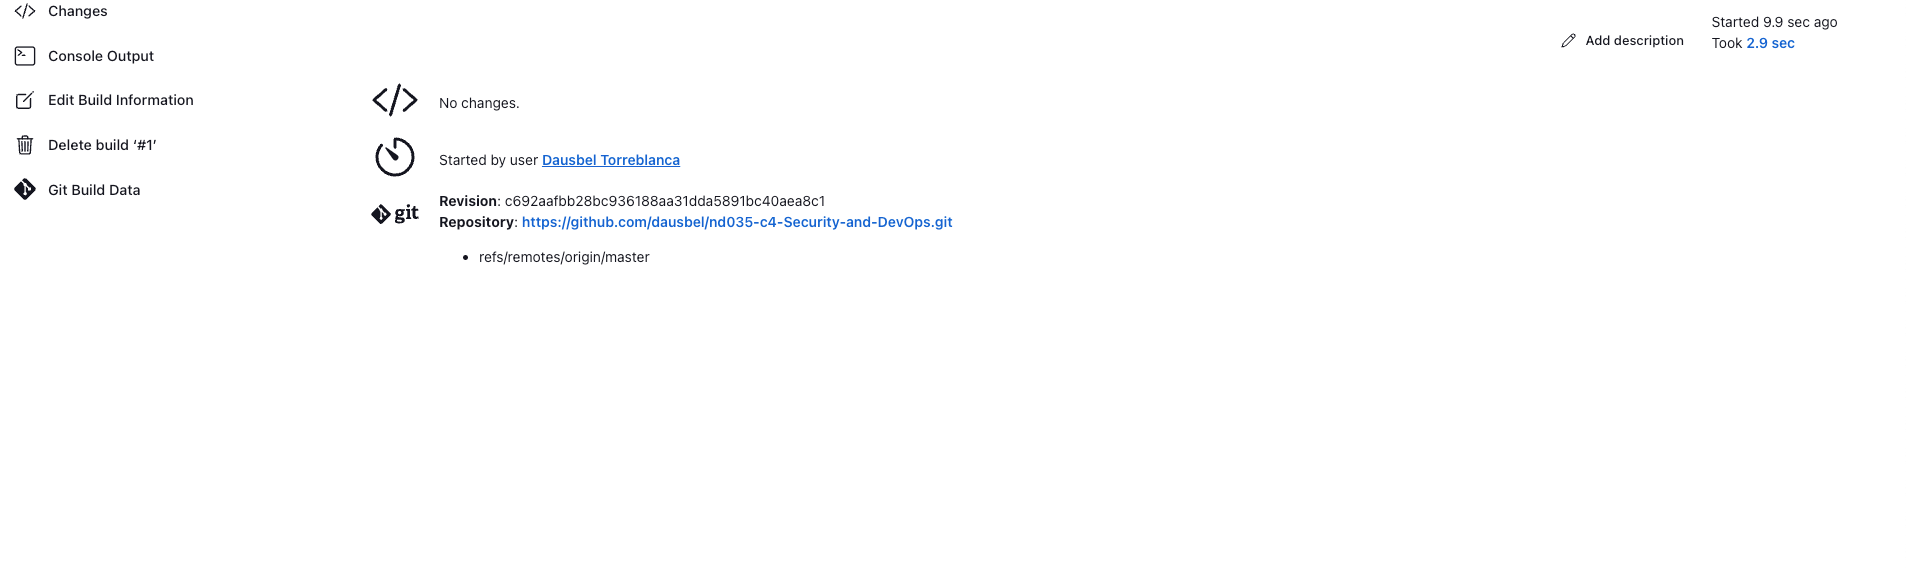 Changes
Console Output
Edit Build Information
Delete build ‘#1’
Git Build Data
Add description
Started 9.9 sec ago
Took 2.9 sec
No changes.
Started by user Dausbel Torreblanca
git
Revision: c692aafbb28bc936188aa31dda5891bc40aea8c1
Repository: https://github.com/dausbel/nd035-c4-Security-and-DevOps.git
• refs/remotes/origin/master